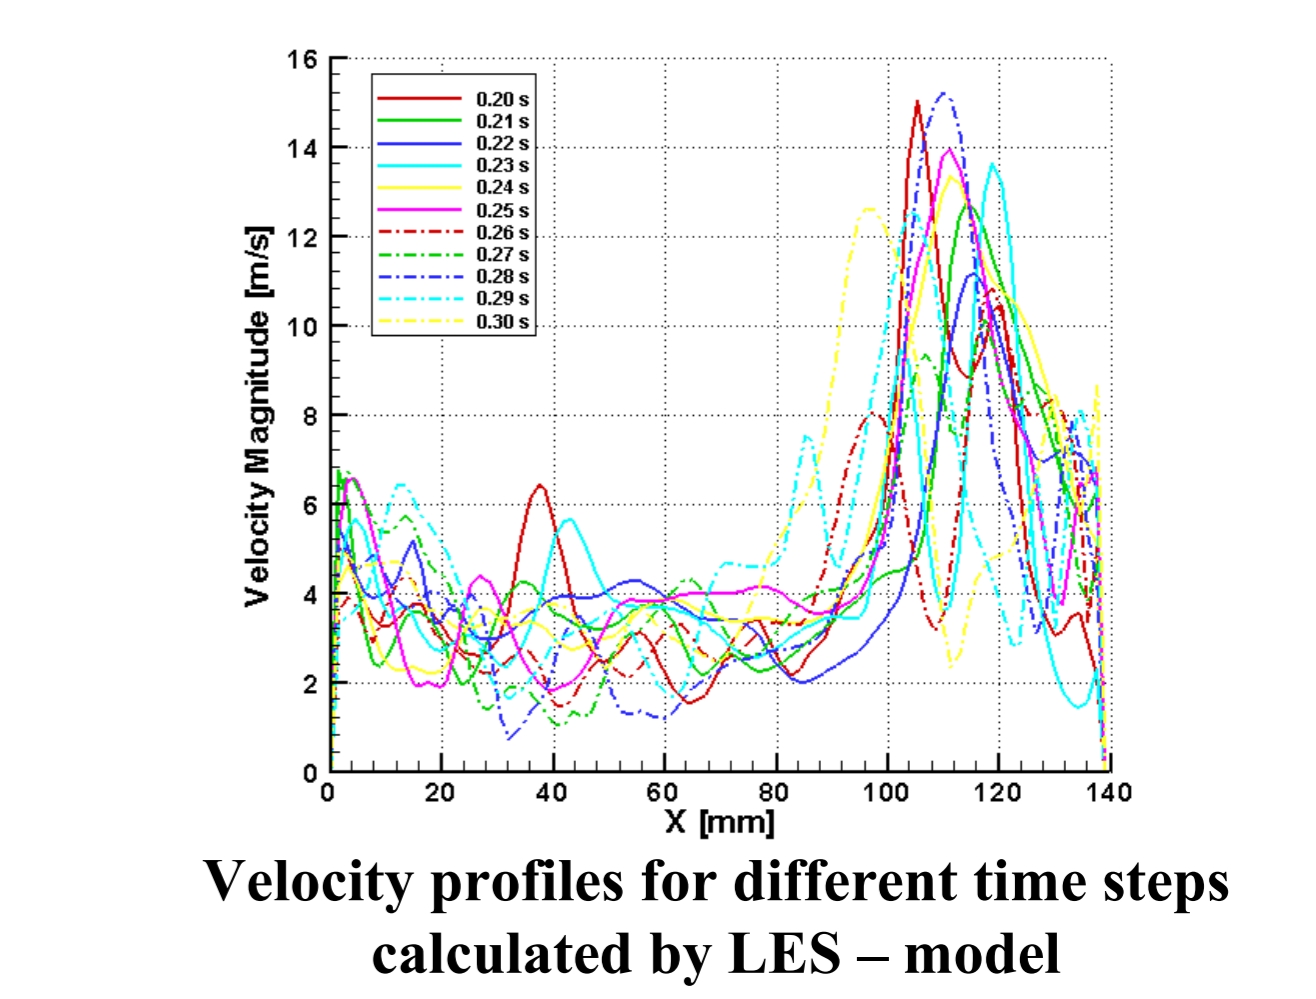 16
14
12
10
8
6
4
2
0
Velocity Magnitude [m/s]
0.20 s
0.21 s
0.22 s
0.23 s
0.24 s
0.25 s
0.26 s
0.27 s
0.28 s
0.29 s
0.30 s
0 20 40 60 80 100 120 140
X [mm]
Velocity profiles for different time steps
calculated by LES – model